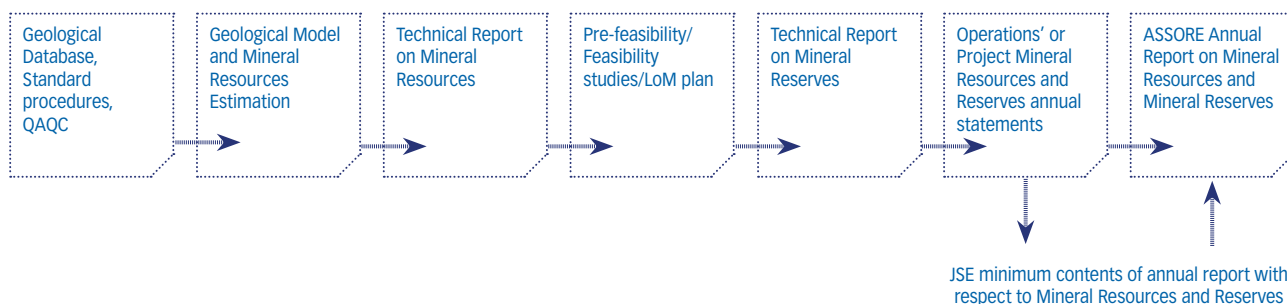 Geological
Database,
Standard
procedures,
QAQC
Geological Model
and Mineral
Resources
Estimation
Technical Report
on Mineral
Resources
Pre-feasibility/
Feasibility
studies/LoM plan
Technical Report
on Mineral
Reserves
Operations’ or
Project Mineral
Resources and
Reserves annual
statements
ASSORE Annual
Report on Mineral
Resources and
Mineral Reserves
JSE minimum contents of annual report with
respect to Mineral Resources and Reserves